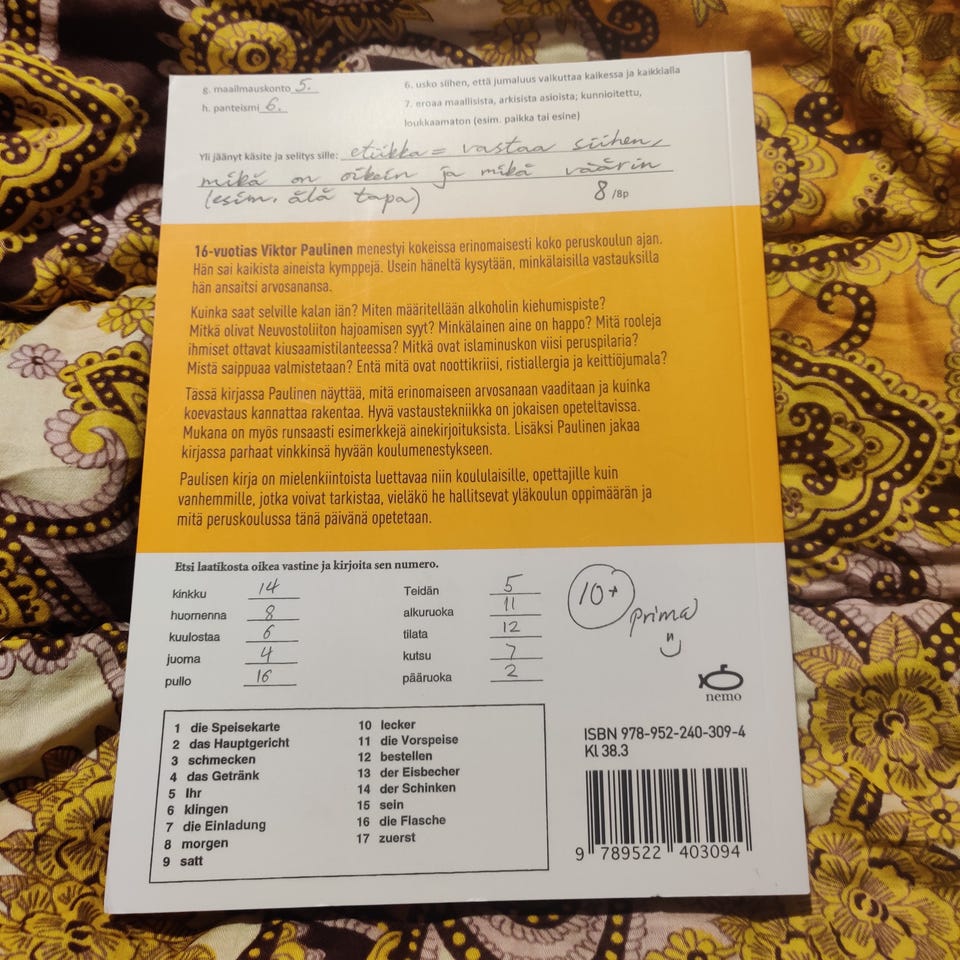 g. maailmauskonto 5.
h. panteismi 6.
6. usko siihen, että jumaluus vaikuttaa kaikessa ja kaikkialla
7. eroaa maallisista, arkisista asioista; kunnioitettu,
loukkaamaton (esim. paikka tai esine)
Yli jäänyt käsite ja selitys sille: etiikka = vastaa siihen,
mikä on oikein ja mikä väärin
(esim. älä tapa)
8 /8p
16-vuotias Viktor Paulinen menestyi kokeissa erinomaisesti koko peruskoulun ajan.
Hän sai kaikista aineista kymppejä. Usein häneltä kysytään, minkälaisilla vastauksilla
hän ansaitsi arvosanansa.
Kuinka saat selville kalan iän? Miten määritellään alkoholin kiehumispiste?
Mitkä olivat Neuvostoliiton hajoamisen syyt? Minkälainen aine on happo? Mitä rooleja
ihmiset ottavat kiusaamistilanteessa? Mitkä ovat islaminuskon viisi peruspilaria?
Mistä saippuaa valmistetaan? Entä mitä ovat noottikriisi, ristiallergia ja keittiöjumala?
Tässä kirjassa Paulinen näyttää, mitä erinomaiseen arvosanaan vaaditaan ja kuinka
koevastaus kannattaa rakentaa. Hyvä vastaustekniikka on jokaisen opeteltavissa.
Mukana on myös runsaasti esimerkkejä ainekirjoituksista. Lisäksi Paulinen jakaa
kirjassa parhaat vinkkinsä hyvään koulumenestykseen.
Paulisen kirja on mielenkiintoista luettavaa niin koululaisille, opettajille kuin
vanhemmille, jotka voivat tarkistaa, vieläkö he hallitsevat yläkoulun oppimäärän ja
mitä peruskoulussa tänä päivänä opetetaan.
Etsi laatikosta oikea vastine ja kirjoita sen numero.
kinkku 14
huomenna 8
kuulostaa 6
juoma 4
pullo 16
Teidän 5
alkuruoka 11
tilata 12
kutsu 7
pääruoka 2
10+
prima
nemo
1 die Speisekarte
2 das Hauptgericht
3 schmecken
4 das Getränk
5 Ihr
6 klingen
7 die Einladung
8 morgen
9 satt
10 lecker
11 die Vorspeise
12 bestellen
13 der Eisbecher
14 der Schinken
15 sein
16 die Flasche
17 zuerst
ISBN 978-952-240-309-4
Kl 38.3
9 789522 403094